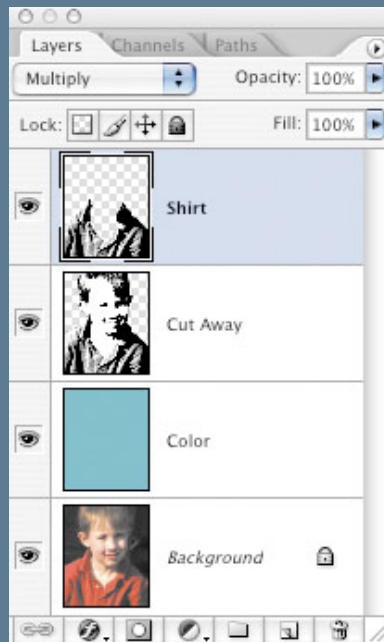 Layers Channels Paths
Multiply Opacity: 100%
Lock: Fill: 100%
Shirt
Cut Away
Color
Background